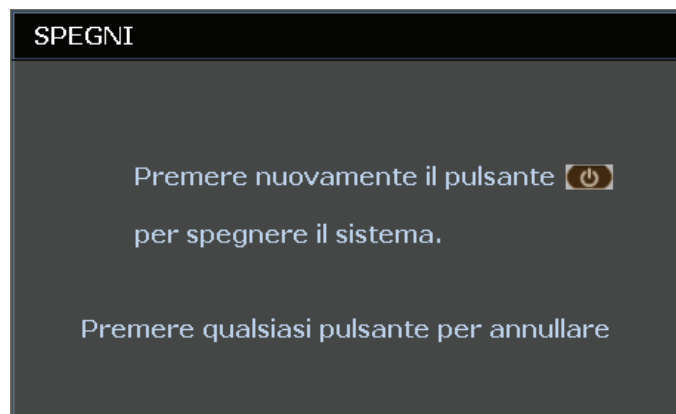 SPEGNI
Premere nuovamente il pulsante
per spegnere il sistema.
Premere qualsiasi pulsante per annullare